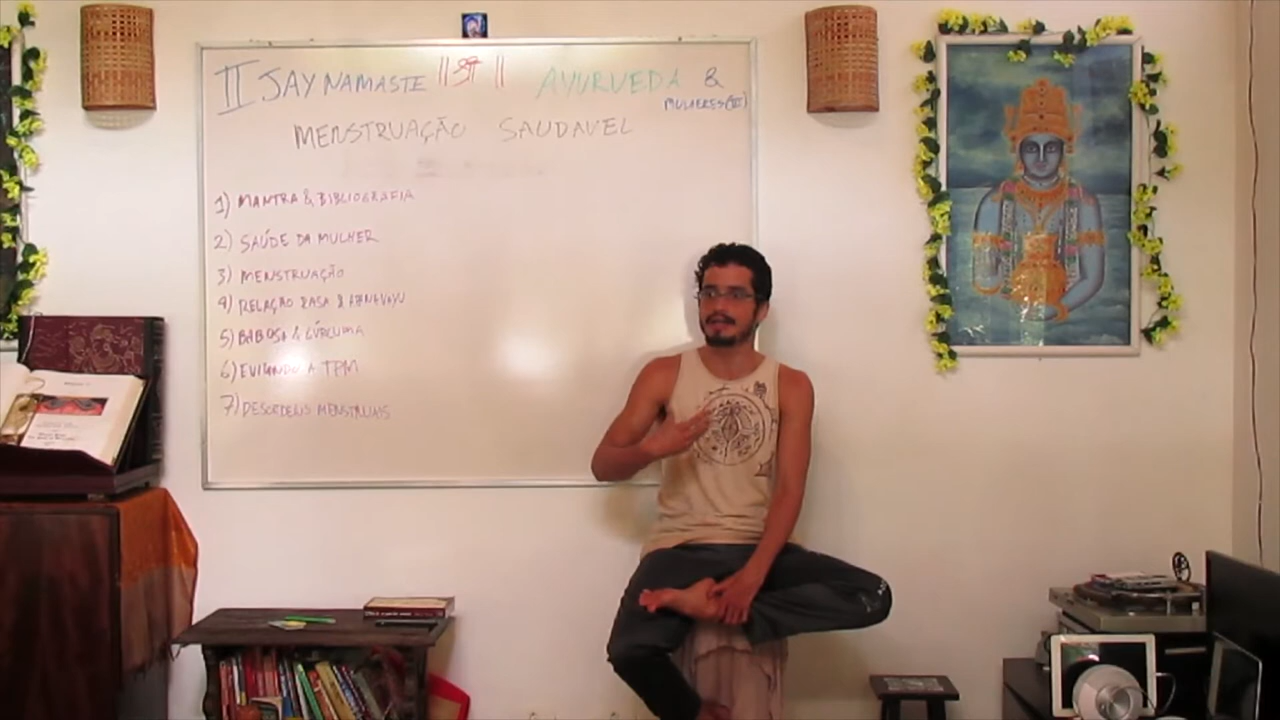 II JAY NAMASTE ॥ श्री ॥ AYURVEDA &
MULHERES (II)
MENSTRUAÇÃO SAUDAVEL
1) MANTRA & BIBLIOGRAFIA
2) SAÚDE DA MULHER
3) MENSTRUAÇÃO
4) RELAÇÃO RASA &
5) BABOSA & CÚRCUMA
6) EVITANDO A TPM
7) DESORDENS MENSTRUAIS